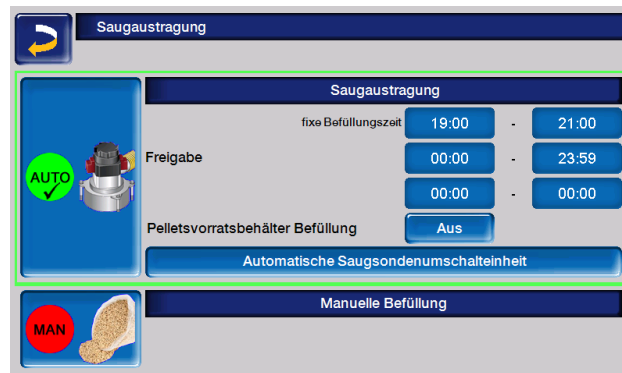 Saugaustragung
Saugaustragung
fixe Befüllungszeit 19:00 - 21:00
Freigabe 00:00 - 23:59
00:00 - 00:00
AUTO
Pelletsvorratsbehälter Befüllung Aus
Automatische Saugsondenumschalteinheit
Manuelle Befüllung
MAN